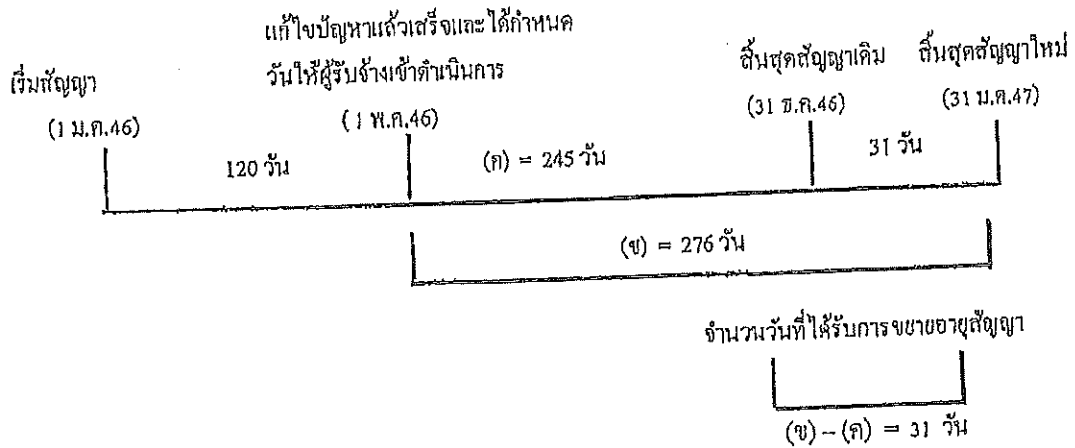 แก้ไขปัญหาแล้วเสร็จและได้กำหนด
วันให้ผู้รับจ้างเข้าดำเนินการ
เริ่มสัญญา
สิ้นสุดสัญญาเดิม
สิ้นสุดสัญญาใหม่
(1 ม.ค.46)
(1 พ.ค.46)
(31 ธ.ค.46)
(31 ม.ค.47)
120 วัน
(ค) = 245 วัน
31 วัน
(ข) = 276 วัน
จำนวนวันที่ได้รับการขยายอายุสัญญา
(ข) – (ค) = 31 วัน